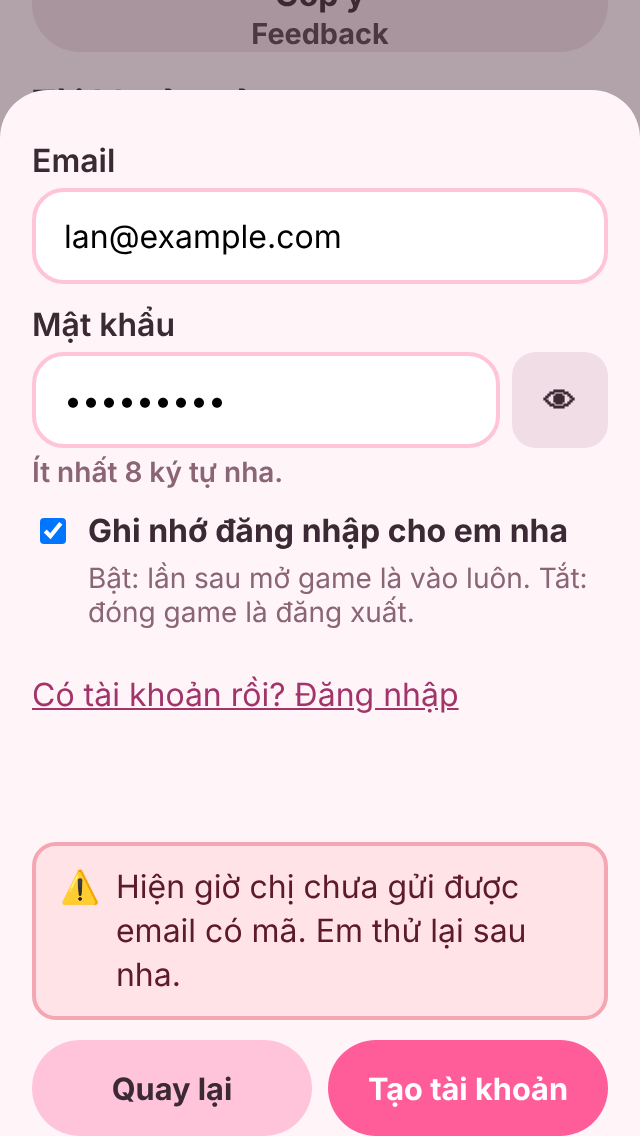 Góp ý
Feedback
Email
lan@example.com
Mật khẩu
Ít nhất 8 ký tự nha.
Ghi nhớ đăng nhập cho em nha
Bật: lần sau mở game là vào luôn. Tắt:
đóng game là đăng xuất.
Có tài khoản rồi? Đăng nhập
Hiện giờ chị chưa gửi được
email có mã. Em thử lại sau
nha.
Quay lại
Tạo tài khoản